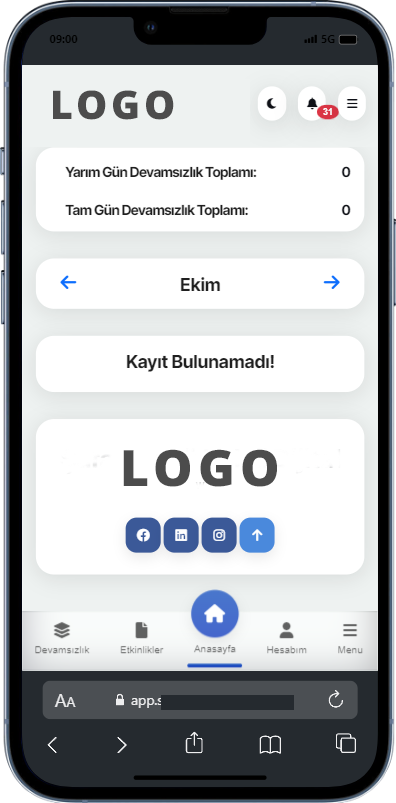 09:00 5G
LOGO
31
Yarım Gün Devamsızlık Toplamı: 0
Tam Gün Devamsızlık Toplamı: 0
Ekim
Kayıt Bulunamadı!
LOGO
Devamsızlık Etkinlikler Anasayfa Hesabım Menu
AA app.s